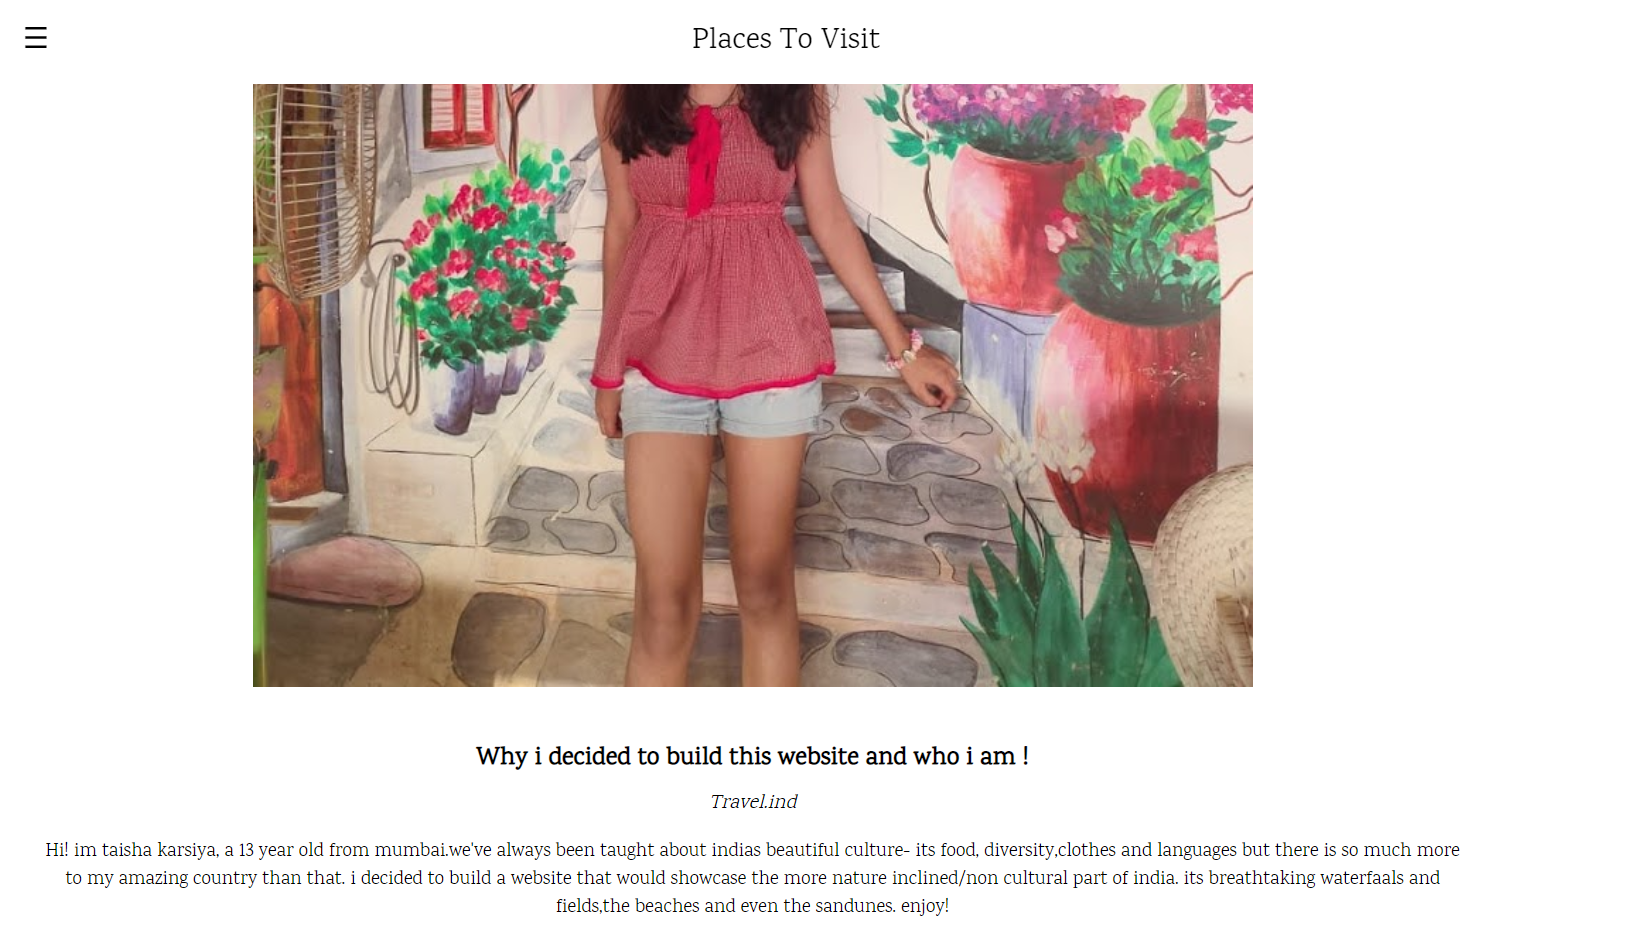 ☰
Places To Visit
Why i decided to build this website and who i am !
Travel.ind
Hi! im taisha karsiya, a 13 year old from mumbai.we've always been taught about indias beautiful culture- its food, diversity,clothes and languages but there is so much more
to my amazing country than that. i decided to build a website that would showcase the more nature inclined/non cultural part of india. its breathtaking waterfaals and
fields,the beaches and even the sandunes. enjoy!